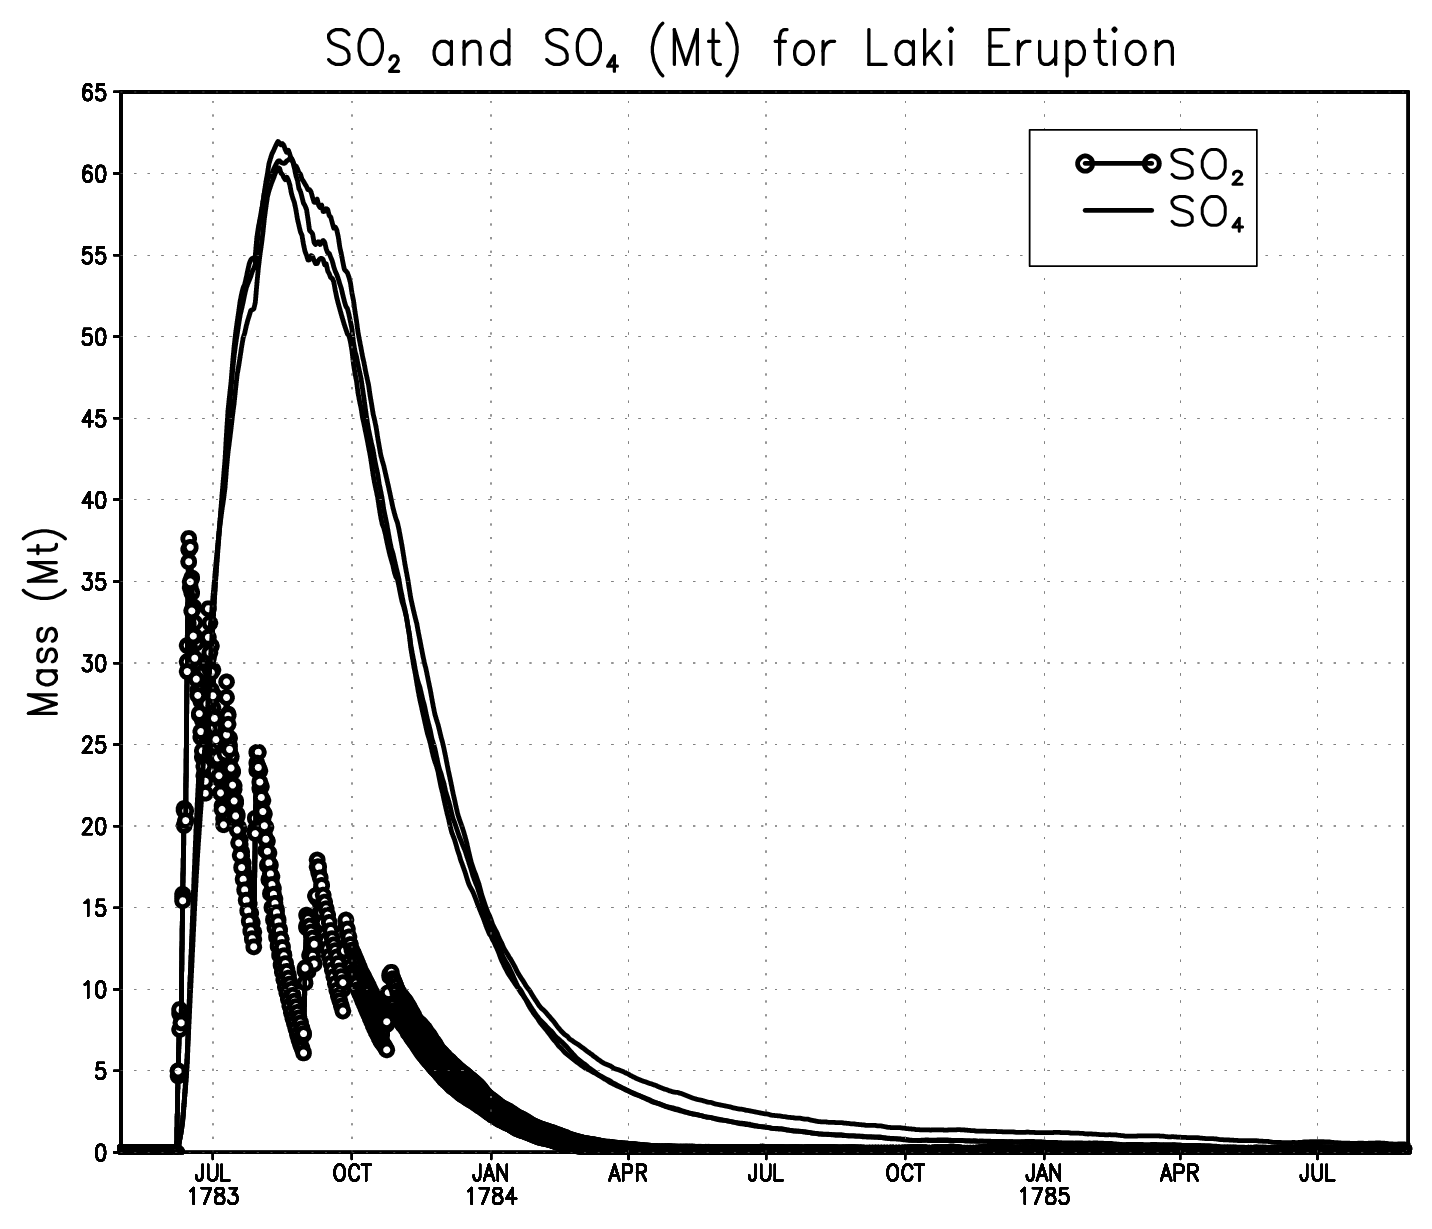 SO₂ and SO₄ (Mt) for Laki Eruption
SO₂
SO₄
Mass (Mt)
65
60
55
50
45
40
35
30
25
20
15
10
5
0
JUL OCT JAN APR JUL OCT JAN APR JUL
1783 1784 1785